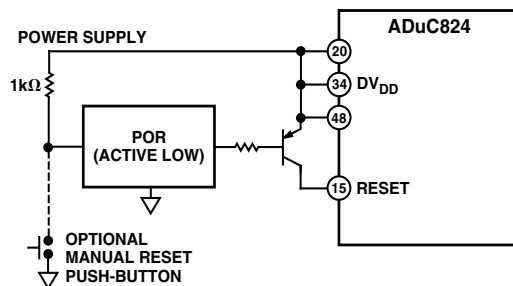 ADuC824
POWER SUPPLY
20
1kΩ
34 DVDD
48
POR
(ACTIVE LOW)
15 RESET
OPTIONAL
MANUAL RESET
PUSH-BUTTON